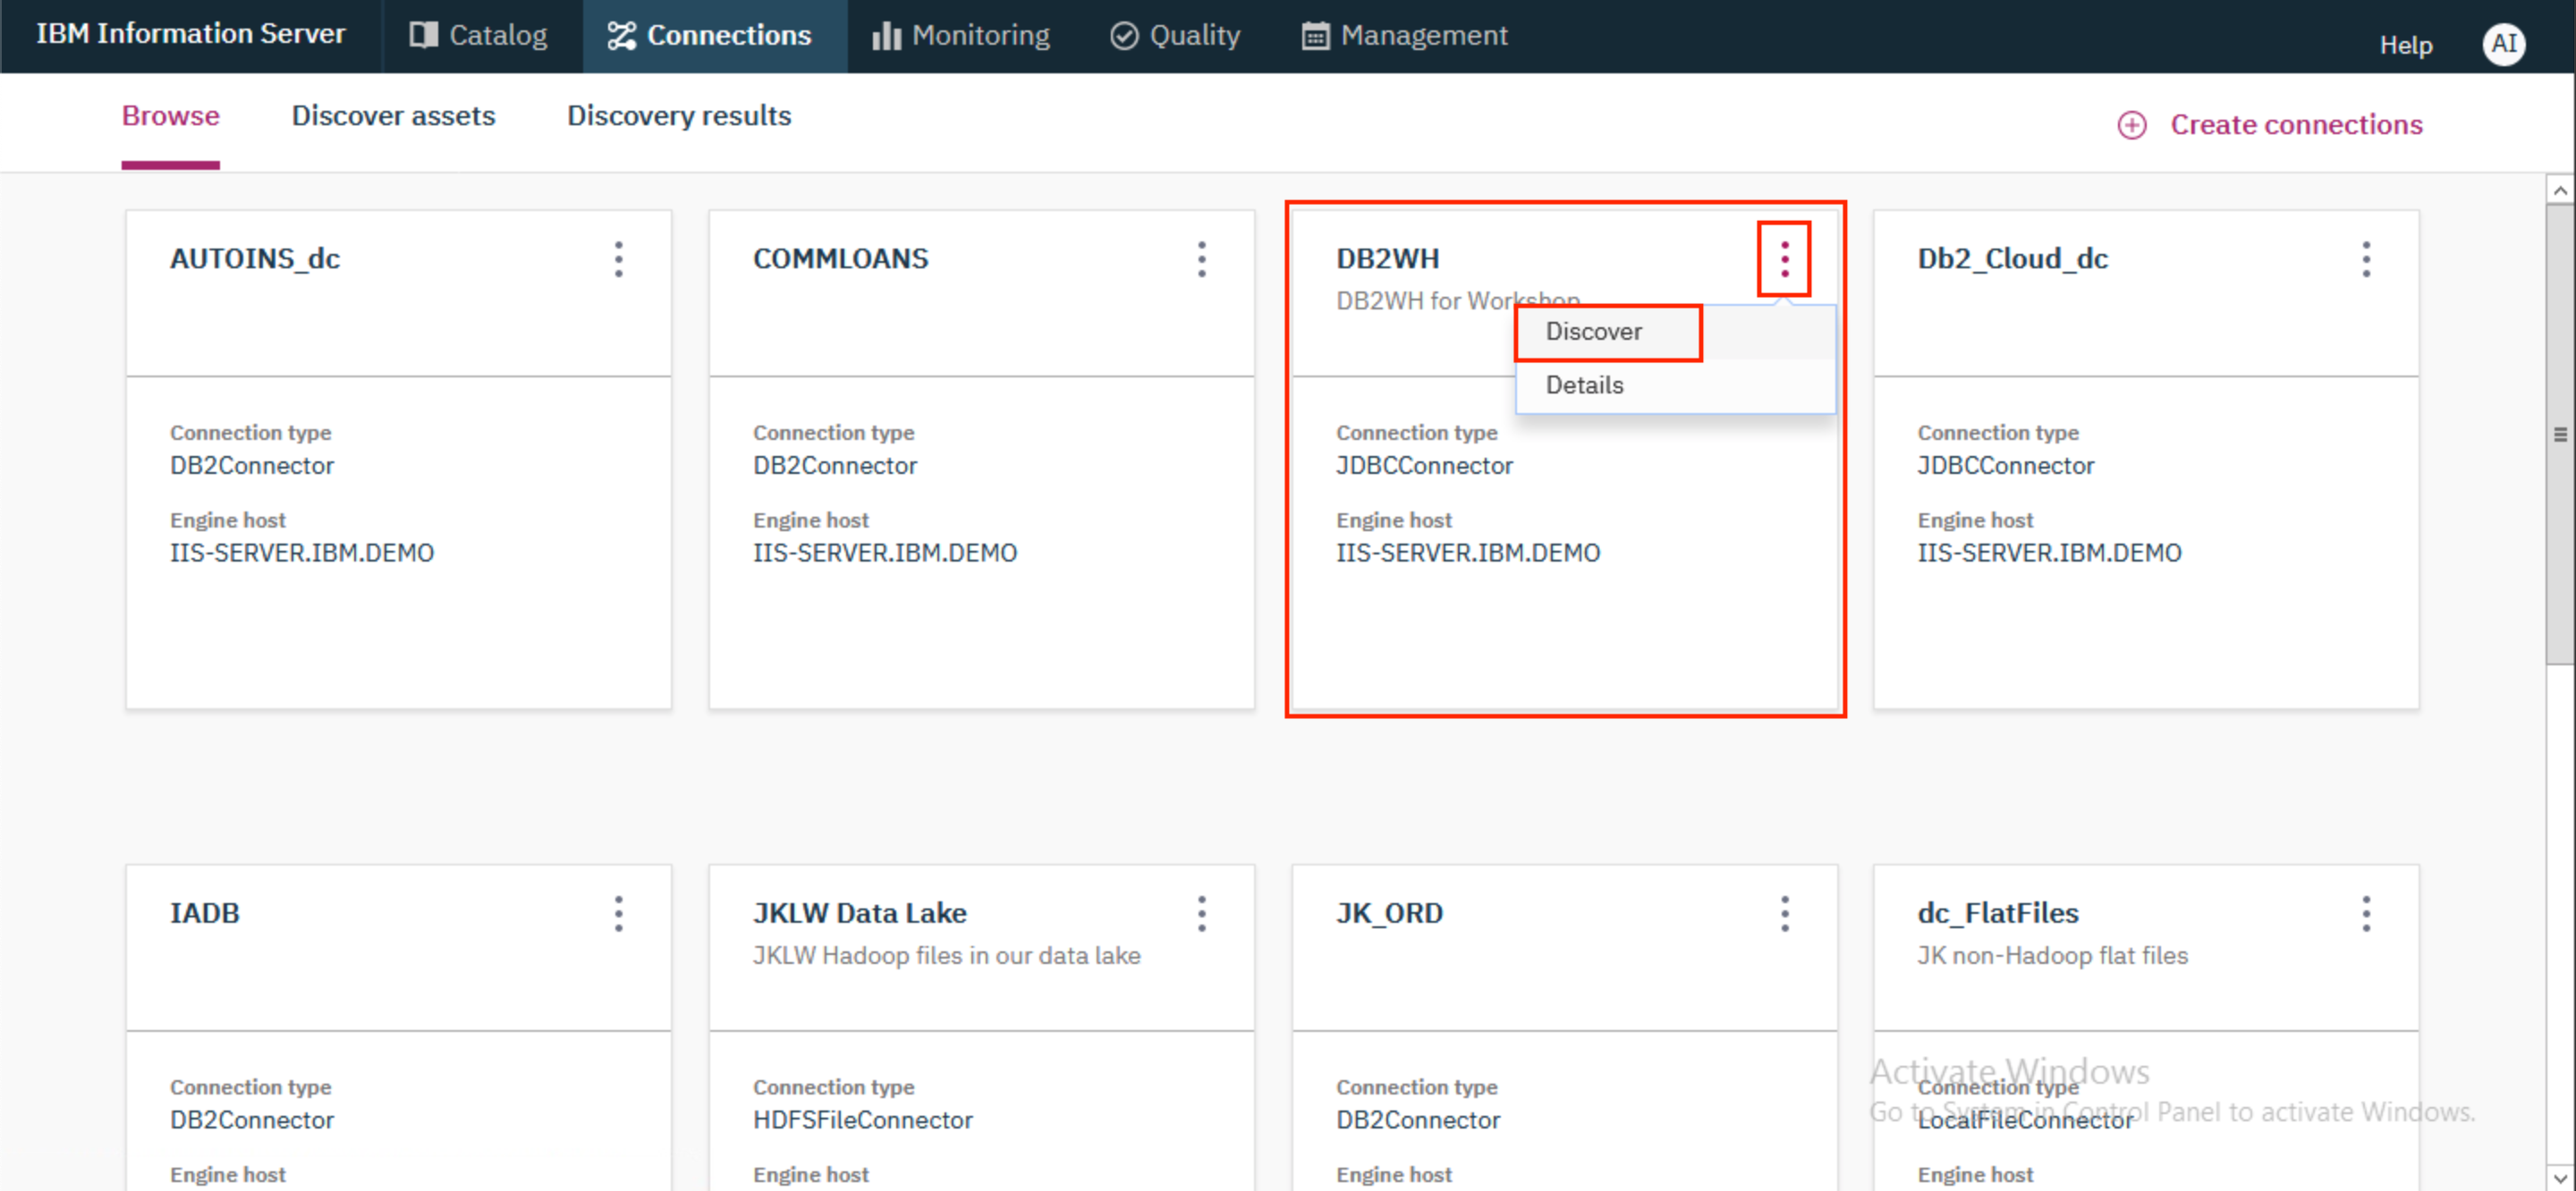 IBM Information Server
Catalog
Connections
Monitoring
Quality
Management
Help
AI
Browse
Discover assets
Discovery results
Create connections
AUTOINS_dc
Connection type
DB2Connector
Engine host
IIS-SERVER.IBM.DEMO
COMMLOANS
Connection type
DB2Connector
Engine host
IIS-SERVER.IBM.DEMO
DB2WH
DB2WH for Workshop
Discover
Details
Connection type
JDBCConnector
Engine host
IIS-SERVER.IBM.DEMO
Db2_Cloud_dc
Connection type
JDBCConnector
Engine host
IIS-SERVER.IBM.DEMO
IADB
Connection type
DB2Connector
Engine host
JKLW Data Lake
JKLW Hadoop files in our data lake
Connection type
HDFSFileConnector
Engine host
JK_ORD
Connection type
DB2Connector
Engine host
dc_FlatFiles
JK non-Hadoop flat files
Connection type
LocalFileConnector
Engine host
Activate Windows
Go to System in Control Panel to activate Windows.